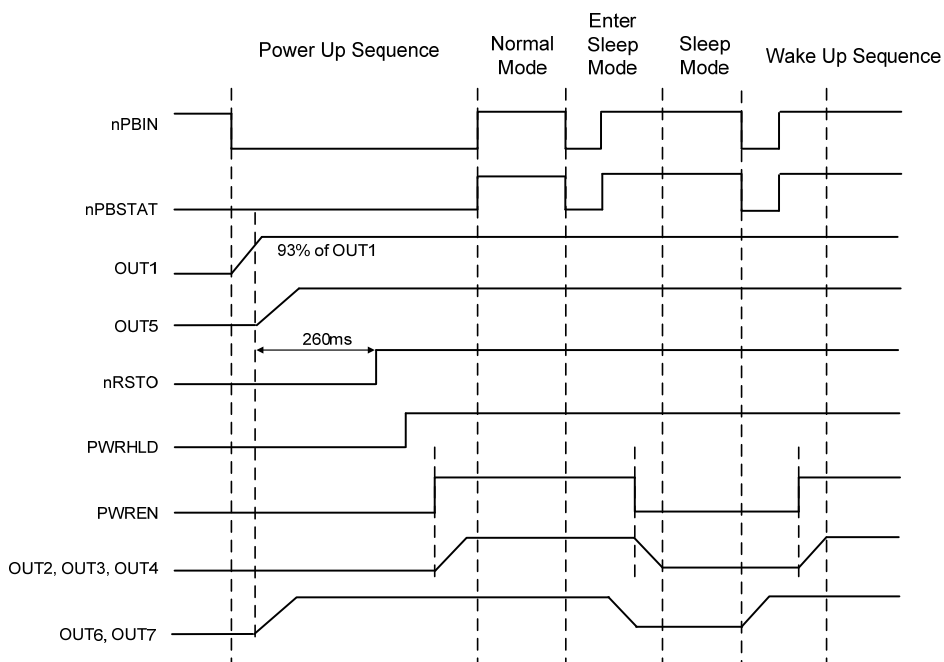 Power Up Sequence
Normal
Mode
Enter
Sleep
Mode
Sleep
Mode
Wake Up Sequence
nPBIN
nPBSTAT
OUT1
93% of OUT1
OUT5
260ms
nRSTO
PWRHLD
PWREN
OUT2, OUT3, OUT4
OUT6, OUT7